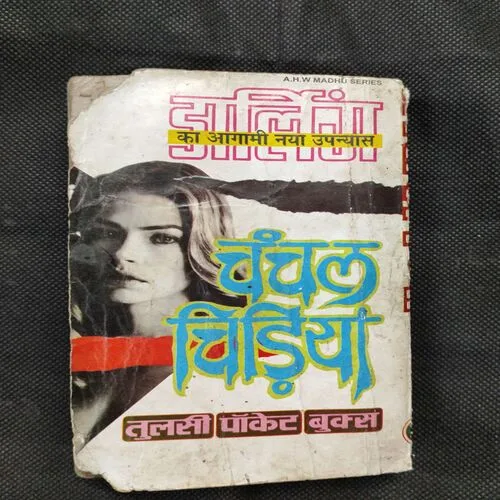 A.H.W MADHU SERIES
डार्लिंग
का आगामी नया उपन्यास
चंचल
चिड़िया
तुलसी पॉकेट बुक्स